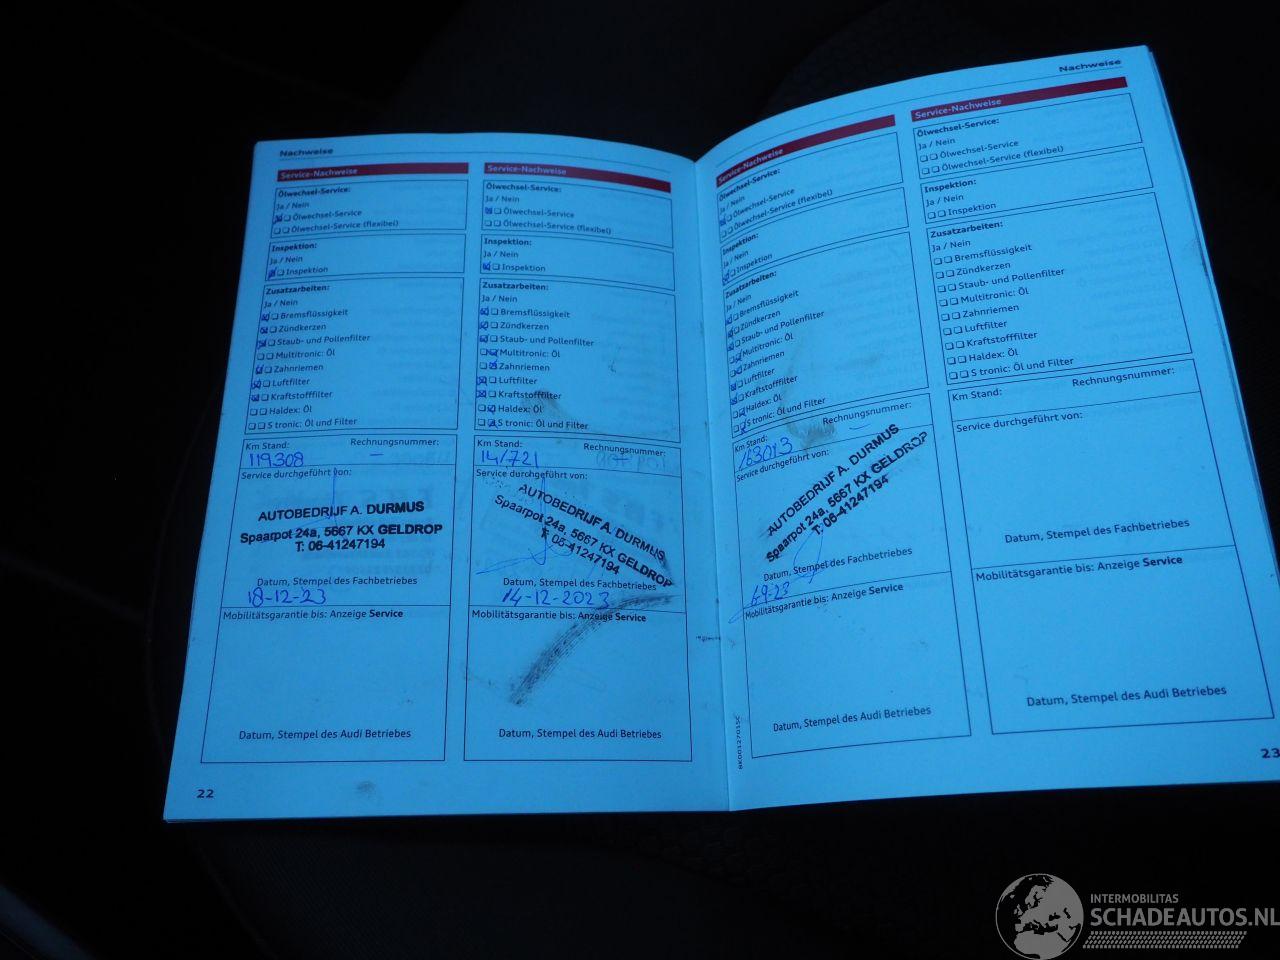 Nachweise
Service-Nachweise
Ölwechsel-Service:
Ja / Nein
Ölwechsel-Service
Ölwechsel-Service (flexibel)
Inspektion:
Ja / Nein
Inspektion
Zusatzarbeiten:
Ja / Nein
Bremsflüssigkeit
Zündkerzen
Staub- und Pollenfilter
Multitronic: Öl
Zahnriemen
Luftfilter
Kraftstofffilter
Haldex: Öl
S tronic: Öl und Filter
Km Stand: Rechnungsnummer:
119308 –
Service durchgeführt von:
AUTOBEDRIJF A. DURMUS
Spaarpot 24a, 5667 KX GELDROP
T: 06-41247194
Datum, Stempel des Fachbetriebes
18-12-23
Mobilitätsgarantie bis: Anzeige Service
Datum, Stempel des Audi Betriebes
22
Service-Nachweise
Ölwechsel-Service:
Ja / Nein
Ölwechsel-Service
Ölwechsel-Service (flexibel)
Inspektion:
Ja / Nein
Inspektion
Zusatzarbeiten:
Ja / Nein
Bremsflüssigkeit
Zündkerzen
Staub- und Pollenfilter
Multitronic: Öl
Zahnriemen
Luftfilter
Kraftstofffilter
Haldex: Öl
S tronic: Öl und Filter
Km Stand: Rechnungsnummer:
141721 –
Service durchgeführt von:
AUTOBEDRIJF A. DURMUS
Spaarpot 24a, 5667 KX GELDROP
T: 06-41247194
Datum, Stempel des Fachbetriebes
14-12-2023
Mobilitätsgarantie bis: Anzeige Service
Datum, Stempel des Audi Betriebes
Nachweise
Service-Nachweise
Ölwechsel-Service:
Ja / Nein
Ölwechsel-Service
Ölwechsel-Service (flexibel)
Inspektion:
Ja / Nein
Inspektion
Zusatzarbeiten:
Ja / Nein
Bremsflüssigkeit
Zündkerzen
Staub- und Pollenfilter
Multitronic: Öl
Zahnriemen
Luftfilter
Kraftstofffilter
Haldex: Öl
S tronic: Öl und Filter
Km Stand: Rechnungsnummer:
163013 –
Service durchgeführt von:
AUTOBEDRIJF A. DURMUS
Spaarpot 24a, 5667 KX GELDROP
T: 06-41247194
Datum, Stempel des Fachbetriebes
6-9-23
Mobilitätsgarantie bis: Anzeige Service
Datum, Stempel des Audi Betriebes
8K0012701SC
Service-Nachweise
Ölwechsel-Service:
Ja / Nein
Ölwechsel-Service
Ölwechsel-Service (flexibel)
Inspektion:
Ja / Nein
Inspektion
Zusatzarbeiten:
Ja / Nein
Bremsflüssigkeit
Zündkerzen
Staub- und Pollenfilter
Multitronic: Öl
Zahnriemen
Luftfilter
Kraftstofffilter
Haldex: Öl
S tronic: Öl und Filter
Km Stand: Rechnungsnummer:
Service durchgeführt von:
Datum, Stempel des Fachbetriebes
Mobilitätsgarantie bis: Anzeige Service
Datum, Stempel des Audi Betriebes
23
INTERMOBILITAS
SCHADEAUTOS.NL